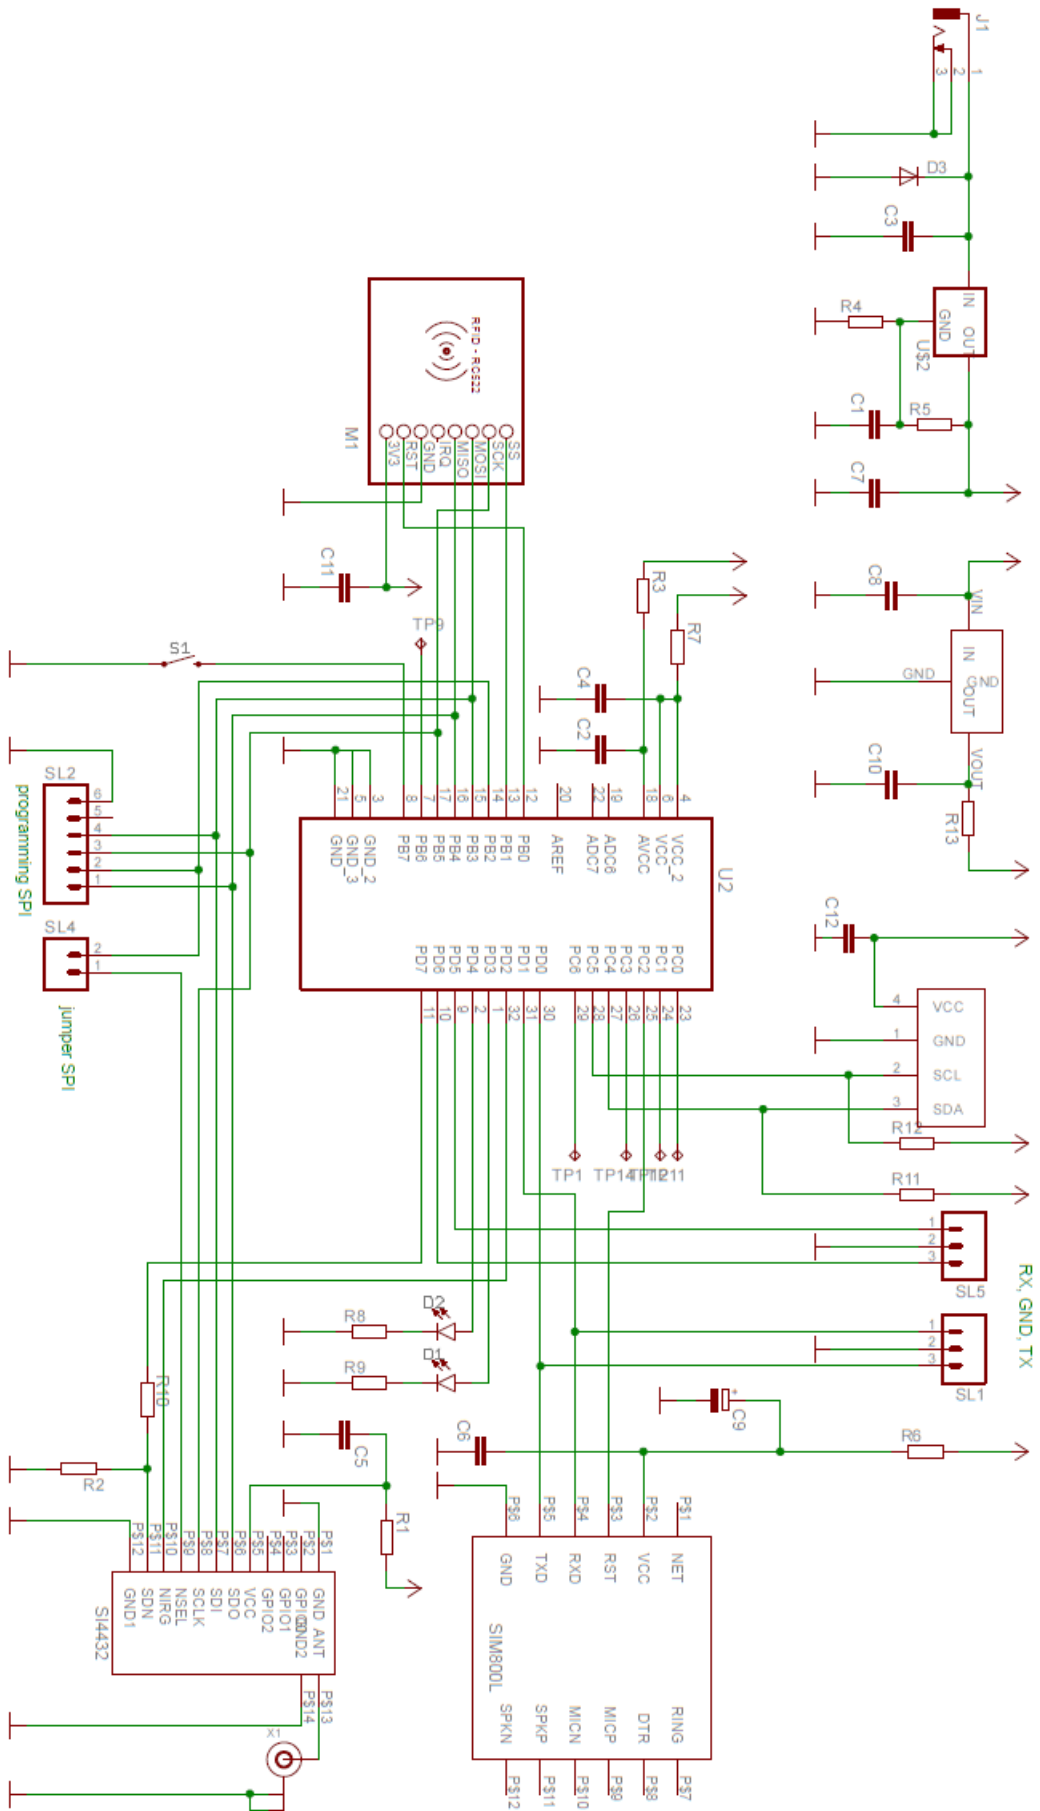 J1
1
2
3
D3
C3
IN
GND
OUT
U$2
R4
R5
C1
C7
RFID - RC522
M1
3V3
RST
GND
IRQ
MISO
MOSI
SCK
SS
C11
C8
VIN
IN
GND
OUT
GND
VOUT
C10
R13
R3
R7
C4
C2
TP9
S1
SL2
6
5
4
3
2
1
programming SPI
SL4
2
1
jumper SPI
21
5
3
8
7
17
16
15
14
13
12
20
22
19
18
6
4
GND_3
GND_2
PB7
PB6
PB5
PB4
PB3
PB2
PB1
PB0
AREF
ADC7
ADC6
AVCC
VCC
VCC_2
U2
PD7
PD6
PD5
PD4
PD3
PD2
PD1
PD0
PC6
PC5
PC4
PC3
PC2
PC1
PC0
11
10
9
2
1
32
31
30
29
28
27
26
25
24
23
C12
4
VCC
1
GND
2
SCL
3
SDA
R12
R11
TP1
TP14
1
2
3
SL5
RX, GND, TX
1
2
3
SL1
D2
R8
D1
R9
R10
R2
C5
C6
C9
R6
R1
P$6
P$5
P$4
P$3
P$2
P$1
GND
TXD
RXD
RST
VCC
NET
SIM800L
SPKN
SPKP
MICN
MICP
DTR
RING
P$12
P$11
P$10
P$9
P$8
P$7
P$12
P$11
P$10
P$9
P$8
P$7
P$6
P$5
P$4
P$3
P$2
P$1
GND1
SDN
NIRG
NSEL
SCLK
SDI
SDO
VCC
GPIO2
GPIO1
GND2
GND
ANT
SI4432
P$14
P$13
X1